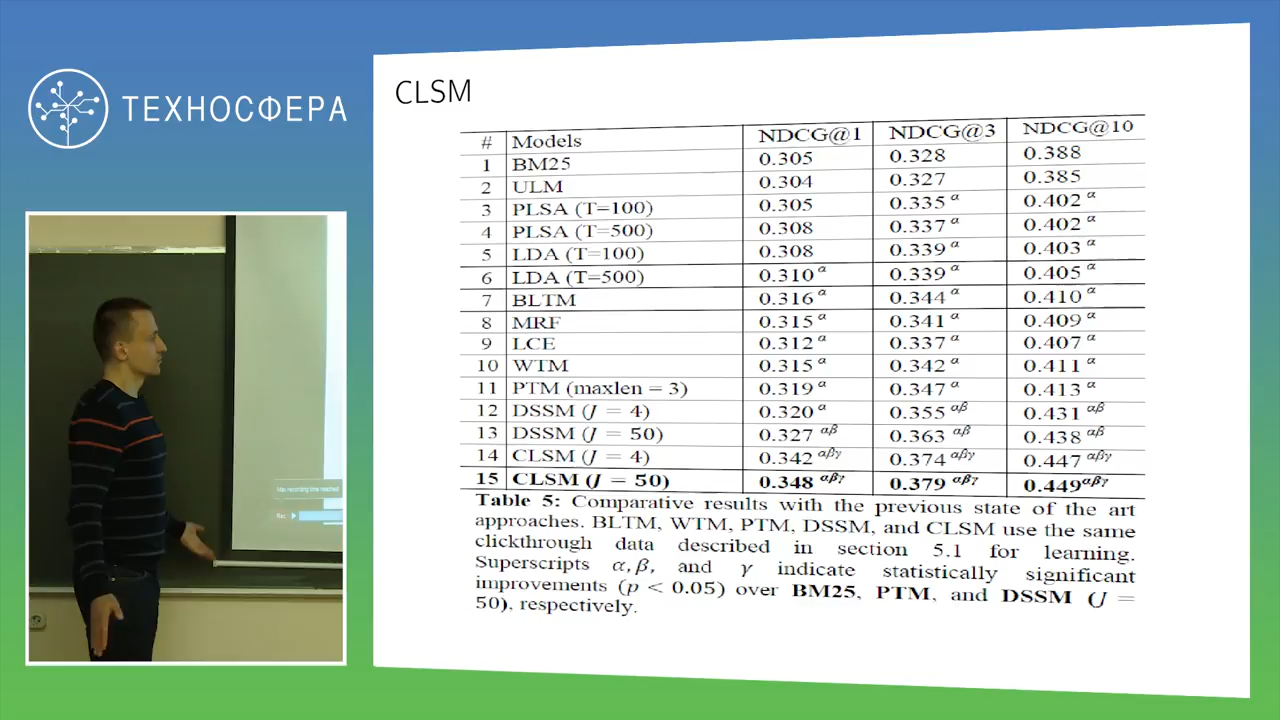 ТЕХНОСФЕРА
CLSM
# Models NDCG@1 NDCG@3 NDCG@10
1 BM25 0.305 0.328 0.388
2 ULM 0.304 0.327 0.385
3 PLSA (T=100) 0.305 0.335 α 0.402 α
4 PLSA (T=500) 0.308 0.337 α 0.402 α
5 LDA (T=100) 0.308 0.339 α 0.403 α
6 LDA (T=500) 0.310 α 0.339 α 0.405 α
7 BLTM 0.316 α 0.344 α 0.410 α
8 MRF 0.315 α 0.341 α 0.409 α
9 LCE 0.312 α 0.337 α 0.407 α
10 WTM 0.315 α 0.342 α 0.411 α
11 PTM (maxlen = 3) 0.319 α 0.347 α 0.413 α
12 DSSM (J = 4) 0.320 α 0.355 αβ 0.431 αβ
13 DSSM (J = 50) 0.327 αβ 0.363 αβ 0.438 αβ
14 CLSM (J = 4) 0.342 αβγ 0.374 αβγ 0.447 αβγ
15 CLSM (J = 50) 0.348 αβγ 0.379 αβγ 0.449 αβγ
Table 5: Comparative results with the previous state of the art
approaches. BLTM, WTM, PTM, DSSM, and CLSM use the same
clickthrough data described in section 5.1 for learning.
Superscripts α, β, and γ indicate statistically significant
improvements (p < 0.05) over BM25, PTM, and DSSM (J =
50), respectively.
Max recording time reached
Rec